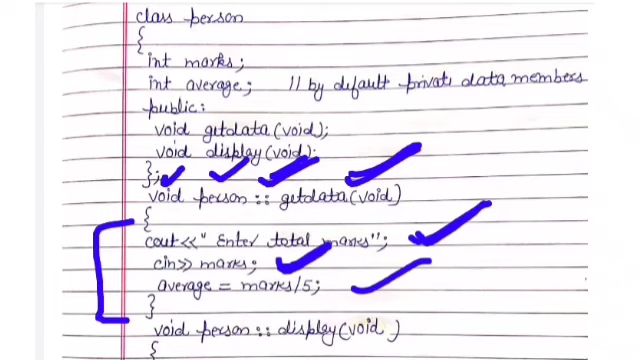 class person
{
int marks;
int average; // by default private data members
public:
void getdata(void);
void display(void);
};
void person :: getdata(void)
{
cout<<" Enter total marks";
cin>> marks;
average = marks/5;
}
void person :: display(void)
{